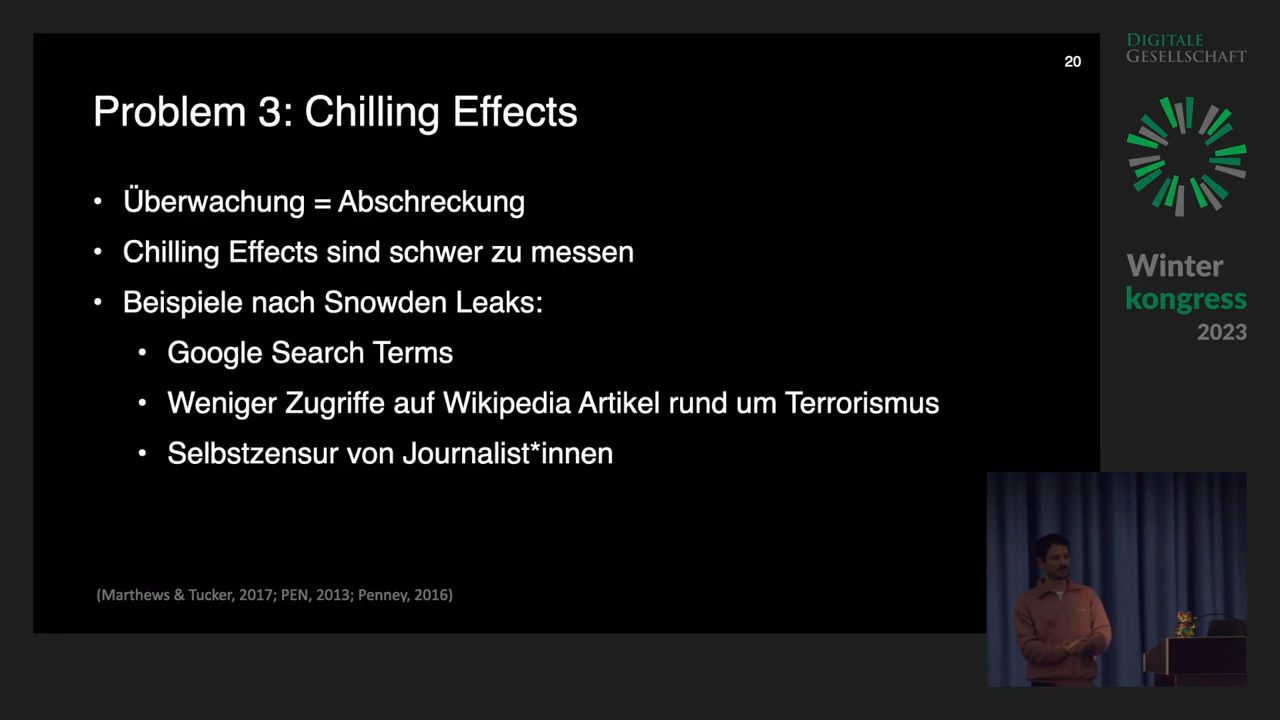 20
Problem 3: Chilling Effects
• Überwachung = Abschreckung
• Chilling Effects sind schwer zu messen
• Beispiele nach Snowden Leaks:
• Google Search Terms
• Weniger Zugriffe auf Wikipedia Artikel rund um Terrorismus
• Selbstzensur von Journalist*innen
(Marthews & Tucker, 2017; PEN, 2013; Penney, 2016)
DIGITALE
GESELLSCHAFT
Winter
kongress
2023